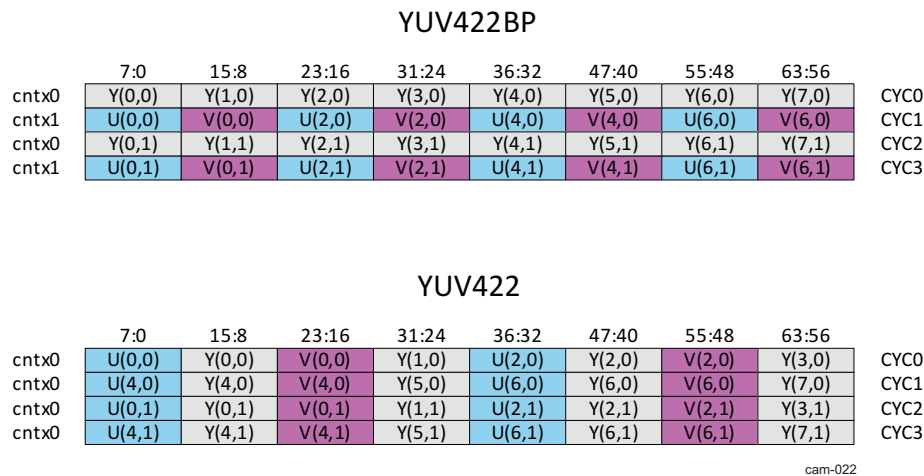 YUV422BP
7:0 15:8 23:16 31:24 36:32 47:40 55:48 63:56
cntx0 Y(0,0) Y(1,0) Y(2,0) Y(3,0) Y(4,0) Y(5,0) Y(6,0) Y(7,0) CYC0
cntx1 U(0,0) V(0,0) U(2,0) V(2,0) U(4,0) V(4,0) U(6,0) V(6,0) CYC1
cntx0 Y(0,1) Y(1,1) Y(2,1) Y(3,1) Y(4,1) Y(5,1) Y(6,1) Y(7,1) CYC2
cntx1 U(0,1) V(0,1) U(2,1) V(2,1) U(4,1) V(4,1) U(6,1) V(6,1) CYC3
YUV422
7:0 15:8 23:16 31:24 36:32 47:40 55:48 63:56
cntx0 U(0,0) Y(0,0) V(0,0) Y(1,0) U(2,0) Y(2,0) V(2,0) Y(3,0) CYC0
cntx0 U(4,0) Y(4,0) V(4,0) Y(5,0) U(6,0) Y(6,0) V(6,0) Y(7,0) CYC1
cntx0 U(0,1) Y(0,1) V(0,1) Y(1,1) U(2,1) Y(2,1) V(2,1) Y(3,1) CYC2
cntx0 U(4,1) Y(4,1) V(4,1) Y(5,1) U(6,1) Y(6,1) V(6,1) Y(7,1) CYC3
cam-022